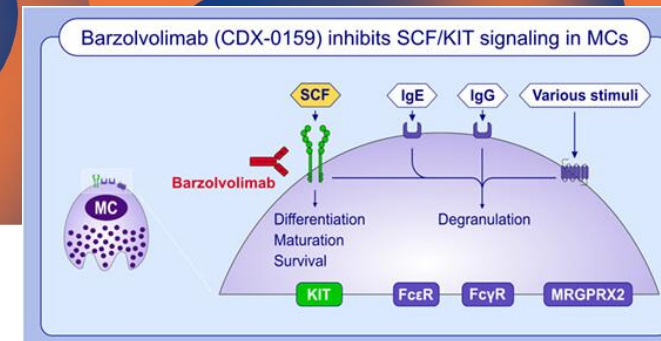 Barzolvolimab (CDX-0159) inhibits SCF/KIT signaling in MCs
SCF
IgE
IgG
Various stimuli
Barzolvolimab
MC
Differentiation
Maturation
Survival
Degranulation
KIT
FcεR
FcγR
MRGPRX2